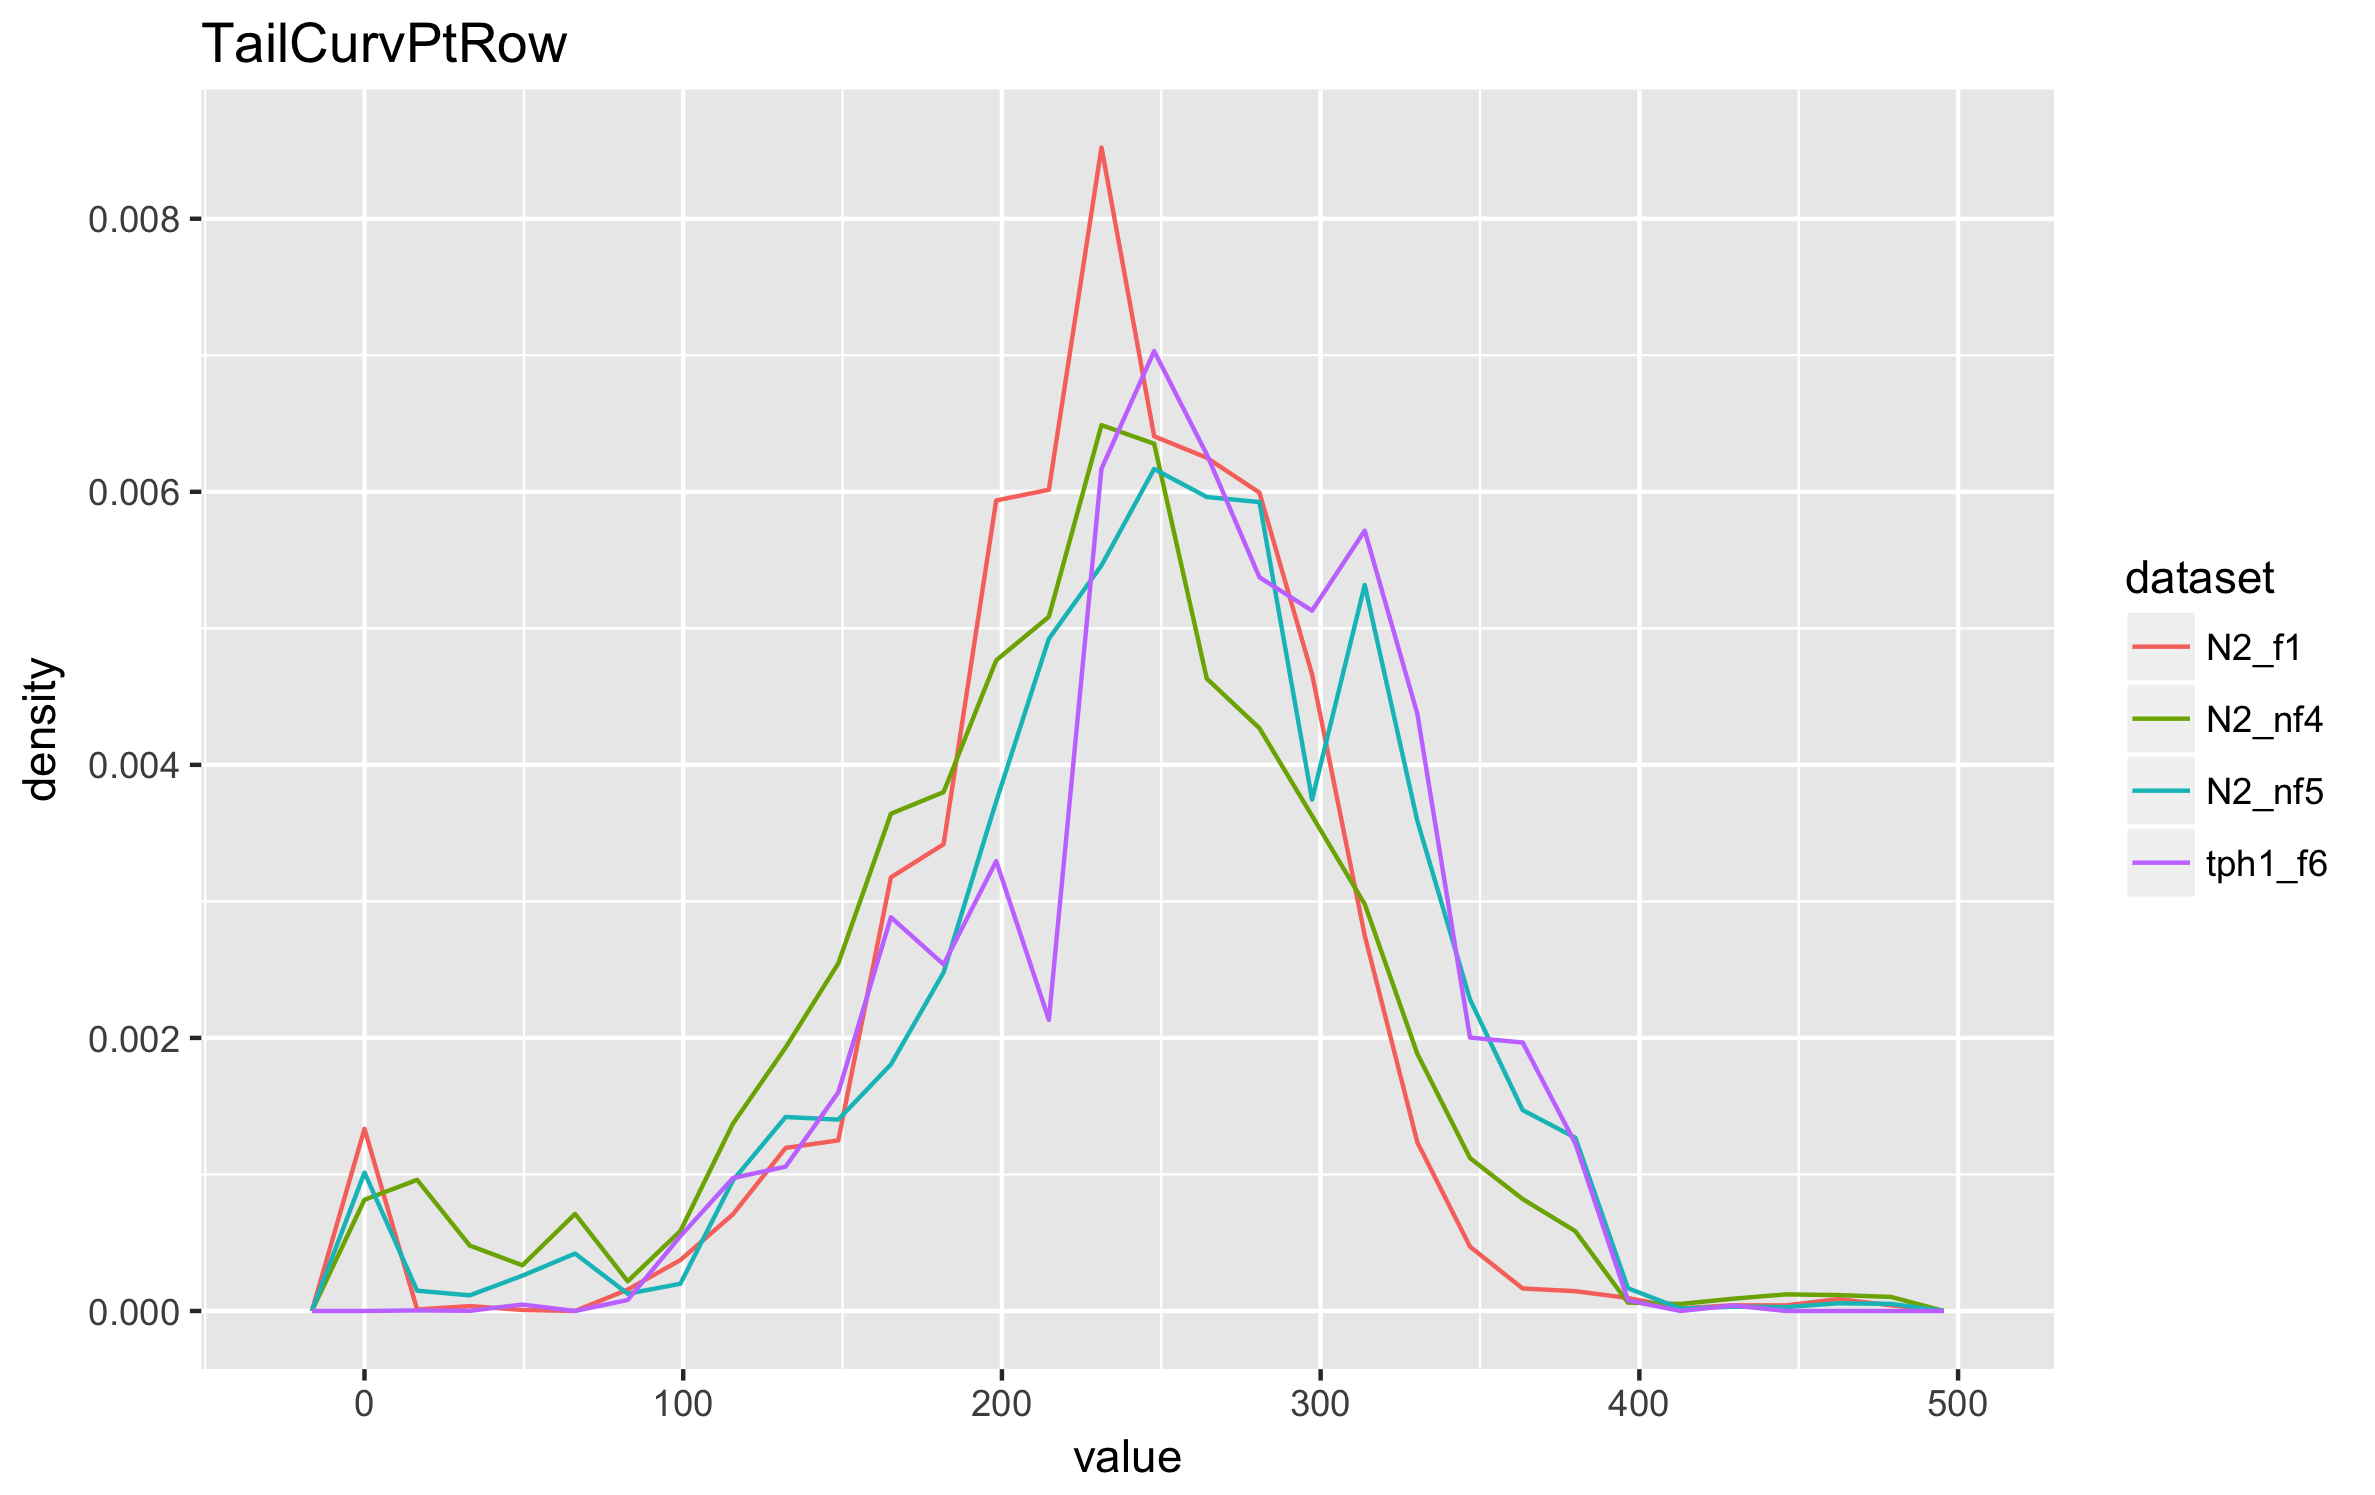 TailCurvPtRow
0.008
0.006
0.004
0.002
0.000
density
0 100 200 300 400 500
value
dataset
N2_f1
N2_nf4
N2_nf5
tph1_f6